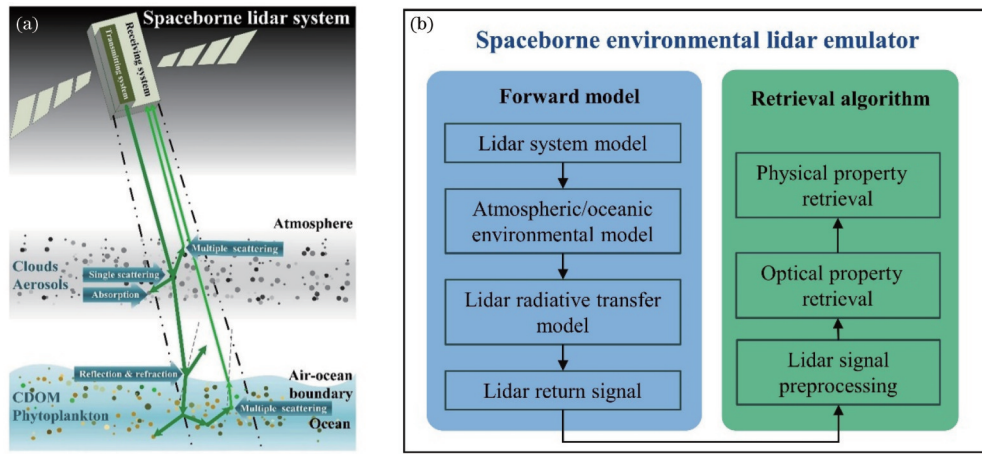 (a)
Spaceborne lidar system
Transmitting system
Receiving system
Atmosphere
Multiple scattering
Clouds
Aerosols
Single scattering
Absorption
Reflection & refraction
Air-ocean
boundary
CDOM
Phytoplankton
Multiple scattering
Ocean
(b)
Spaceborne environmental lidar emulator
Forward model
Lidar system model
Atmospheric/oceanic
environmental model
Lidar radiative transfer
model
Lidar return signal
Retrieval algorithm
Physical property
retrieval
Optical property
retrieval
Lidar signal
preprocessing